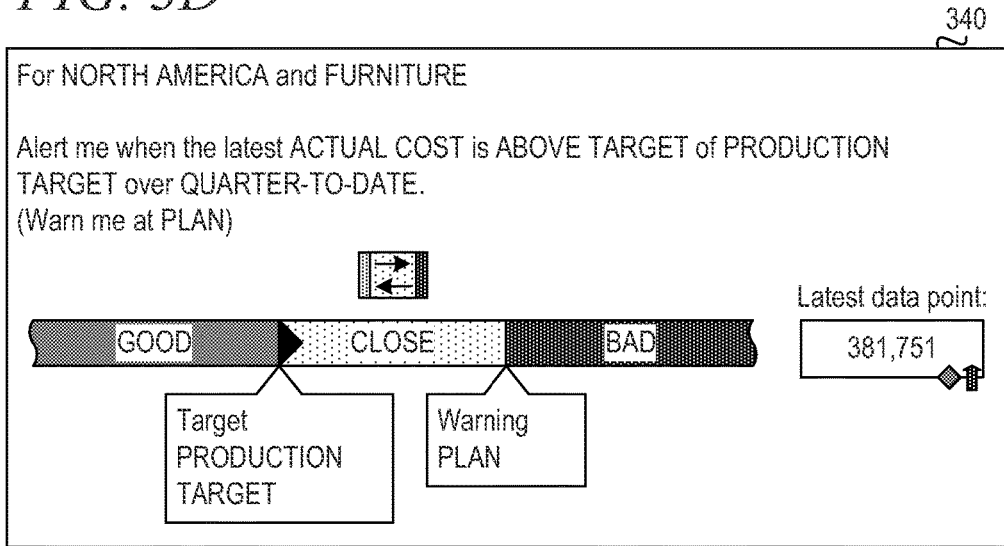 FIG. 3D
340
For NORTH AMERICA and FURNITURE
Alert me when the latest ACTUAL COST is ABOVE TARGET of PRODUCTION
TARGET over QUARTER-TO-DATE.
(Warn me at PLAN)
Latest data point:
GOOD
CLOSE
BAD
381,751
Target
PRODUCTION
TARGET
Warning
PLAN